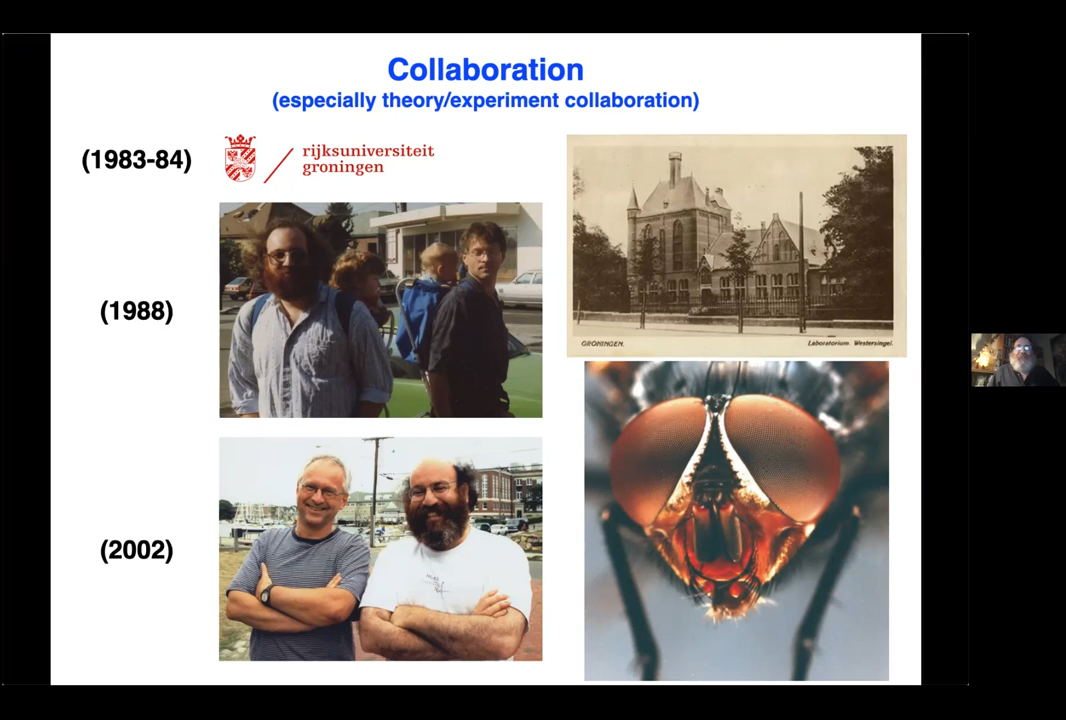 Collaboration
(especially theory/experiment collaboration)
(1983-84)
rijksuniversiteit
groningen
GRONINGEN.
Laboratorium. Westersingel.
(1988)
(2002)